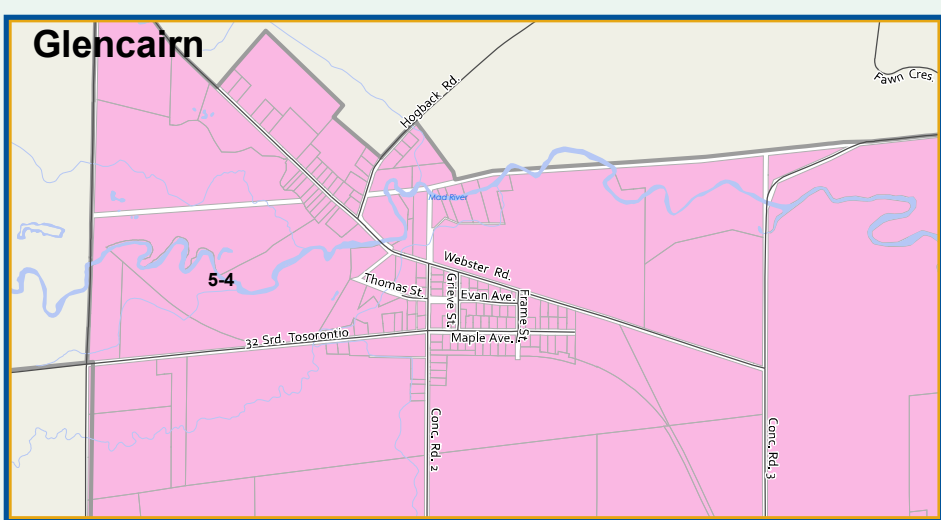 Glencairn
Fawn Cres.
Hogback Rd.
Mad River
Webster Rd.
5-4
Thomas St.
Grieve St.
Evan Ave.
Frame St.
32 Srd. Tosorontio
Maple Ave.
Conc. Rd. 2
Conc. Rd. 3